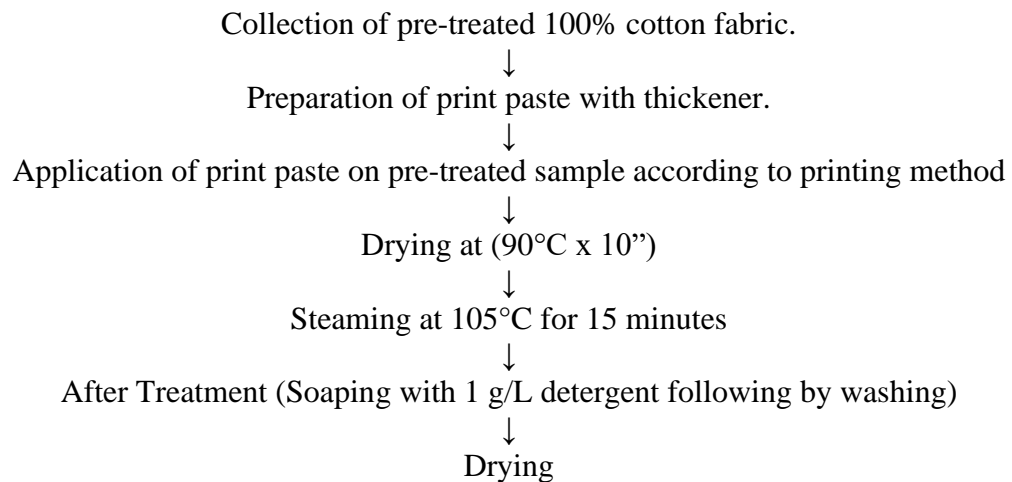 Collection of pre-treated 100% cotton fabric.
↓
Preparation of print paste with thickener.
↓
Application of print paste on pre-treated sample according to printing method
↓
Drying at (90°C x 10”)
↓
Steaming at 105°C for 15 minutes
↓
After Treatment (Soaping with 1 g/L detergent following by washing)
↓
Drying